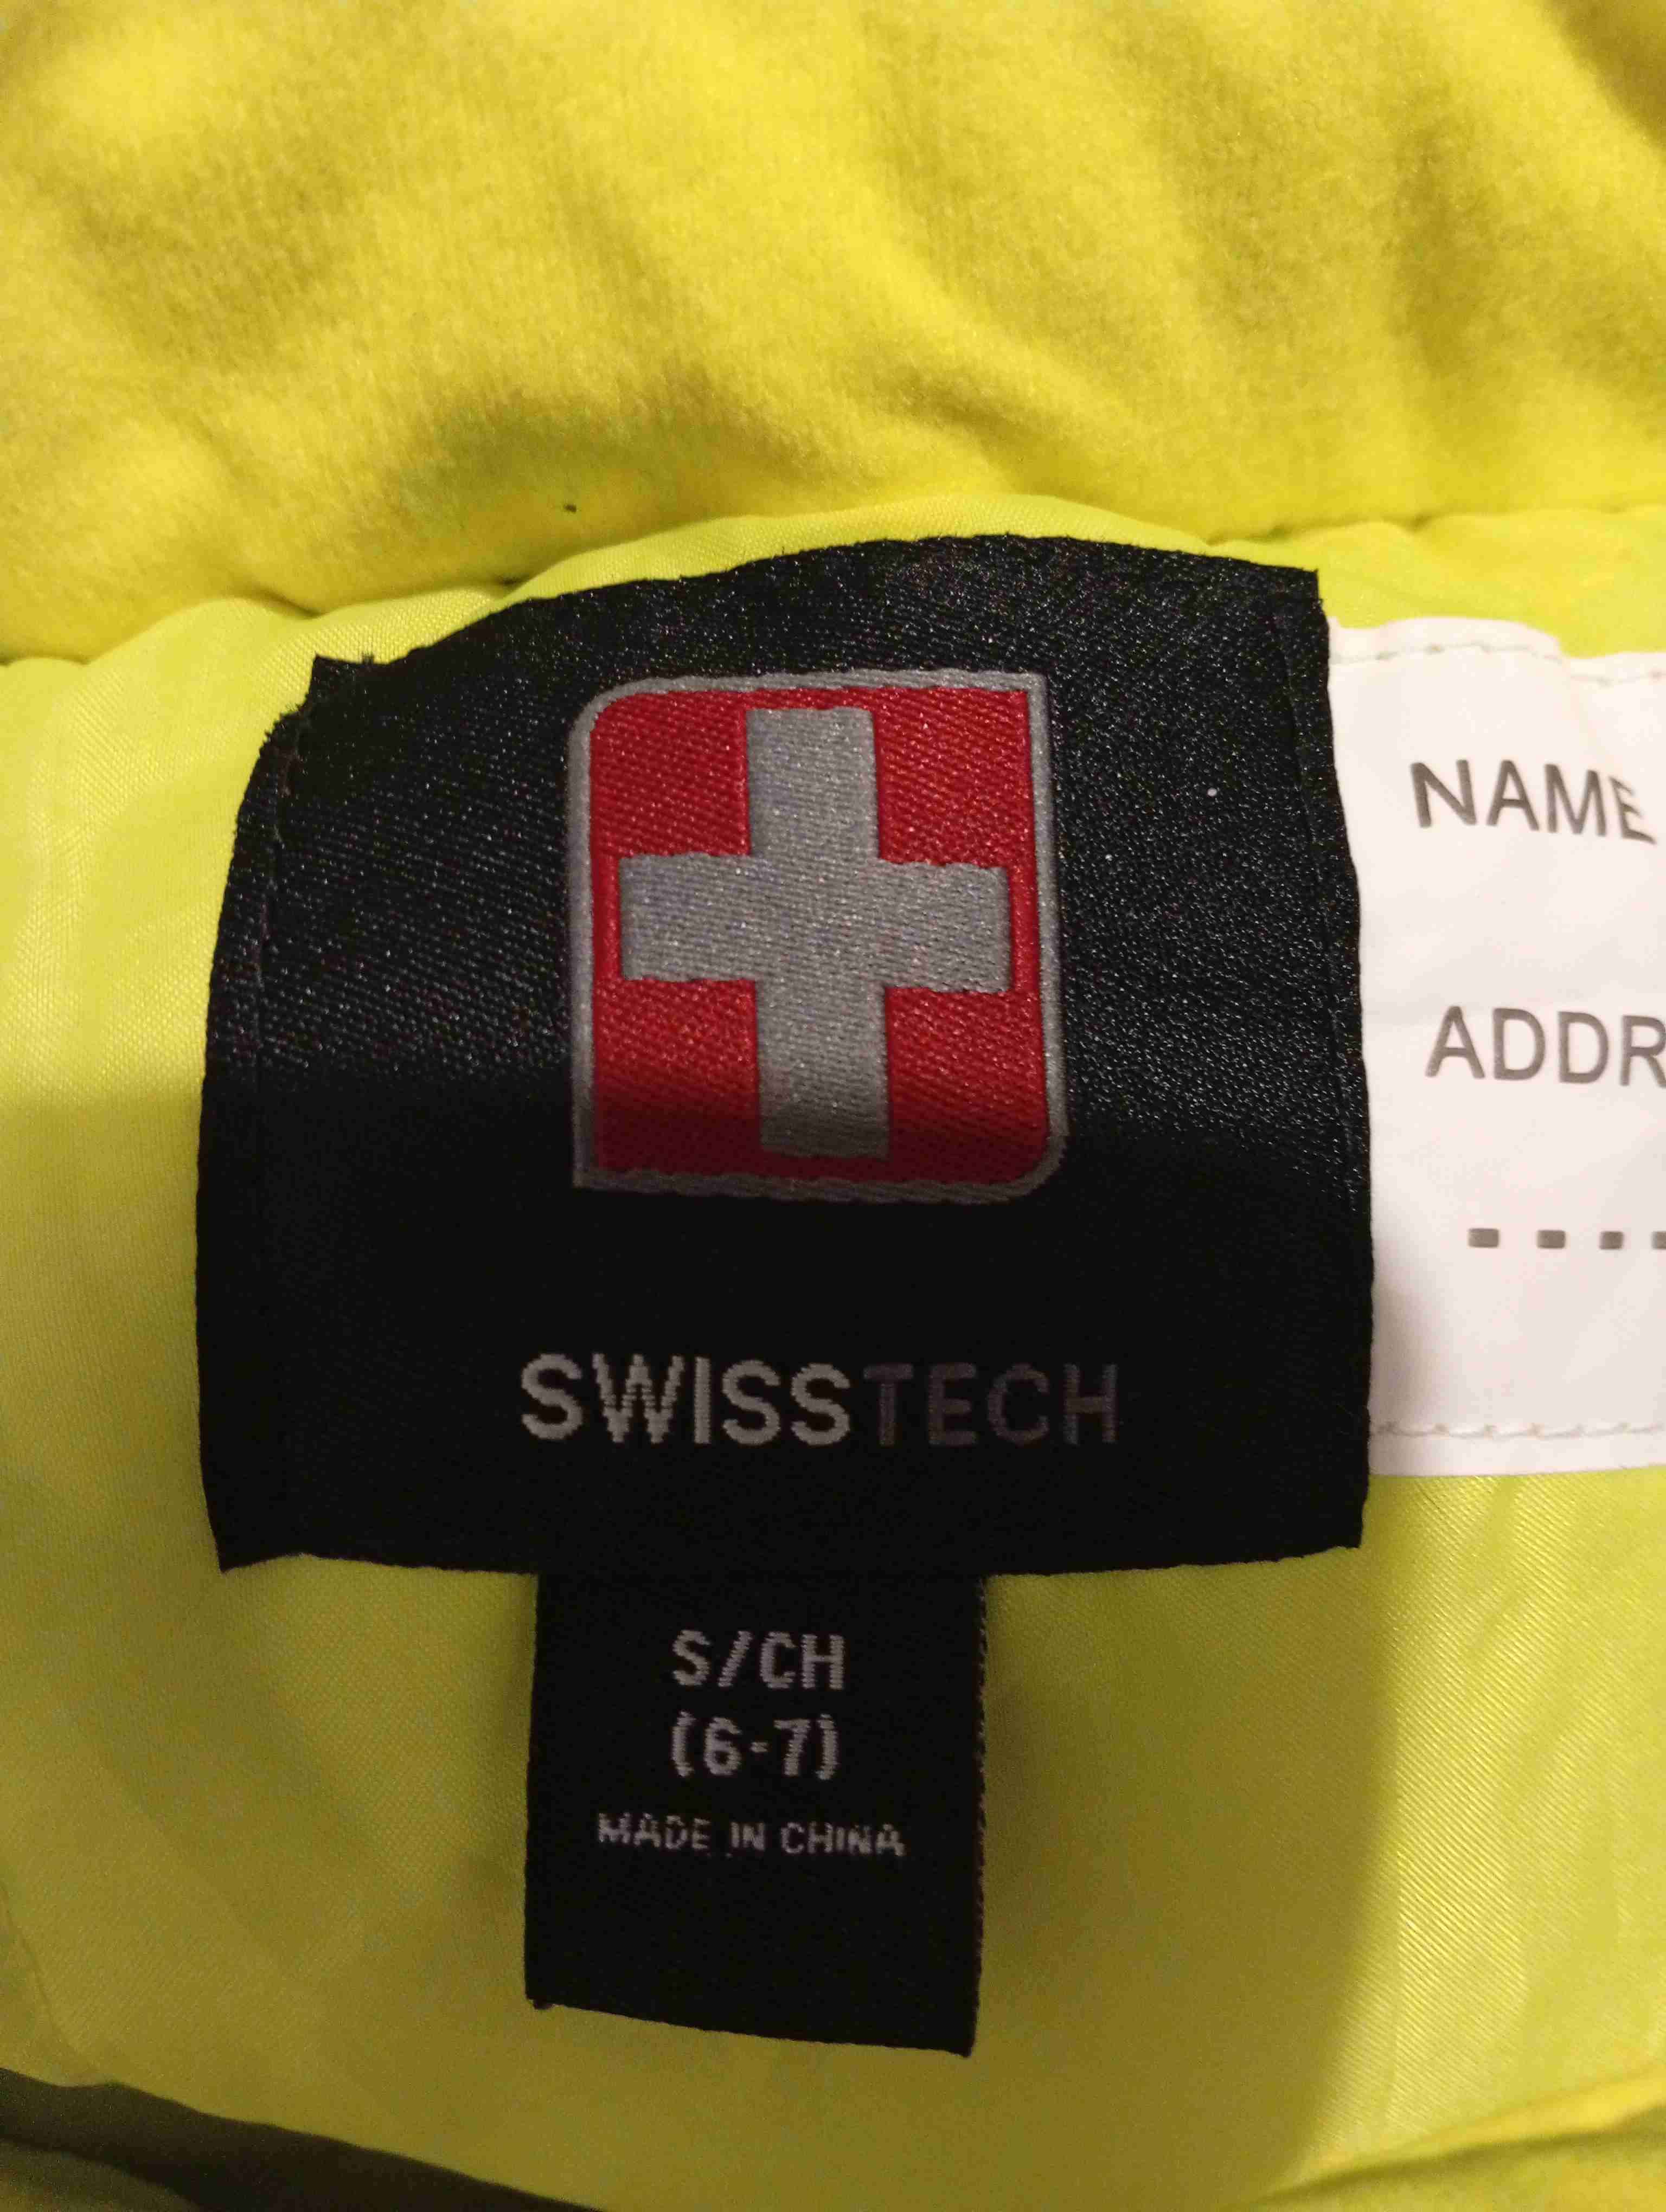 SWISSTECH
S/CH
(6-7)
MADE IN CHINA
NAME
ADDR